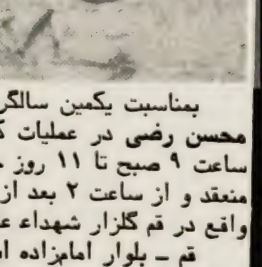 بمناسبت یکمین سالگر
محسن رضی در عملیات ک
ساعت ۹ صبح تا ۱۱ روز
منعقد و از ساعت ۲ بعد از
واقع در قم گلزار شهداء ع
قم ــ بلوار امامزاده ا